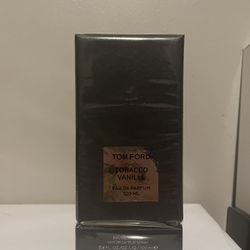 TOM FORD
TOBACCO
VANILLE
EAU DE PARFUM
100 ML